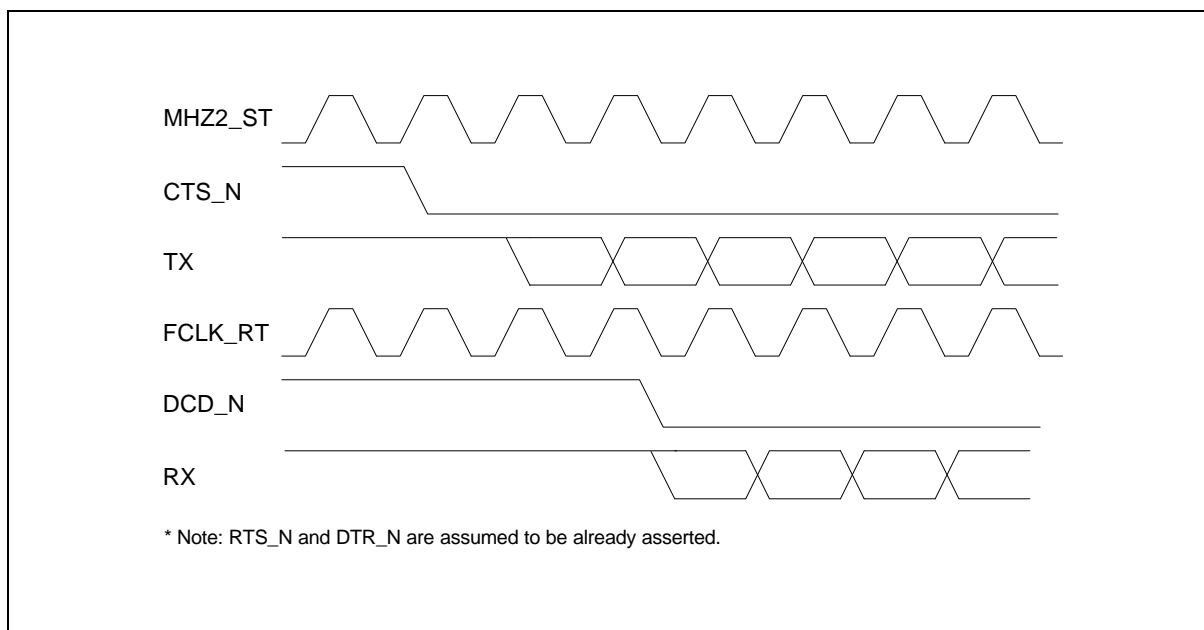 MHZ2_ST
CTS_N
TX
FCLK_RT
DCD_N
RX
* Note: RTS_N and DTR_N are assumed to be already asserted.